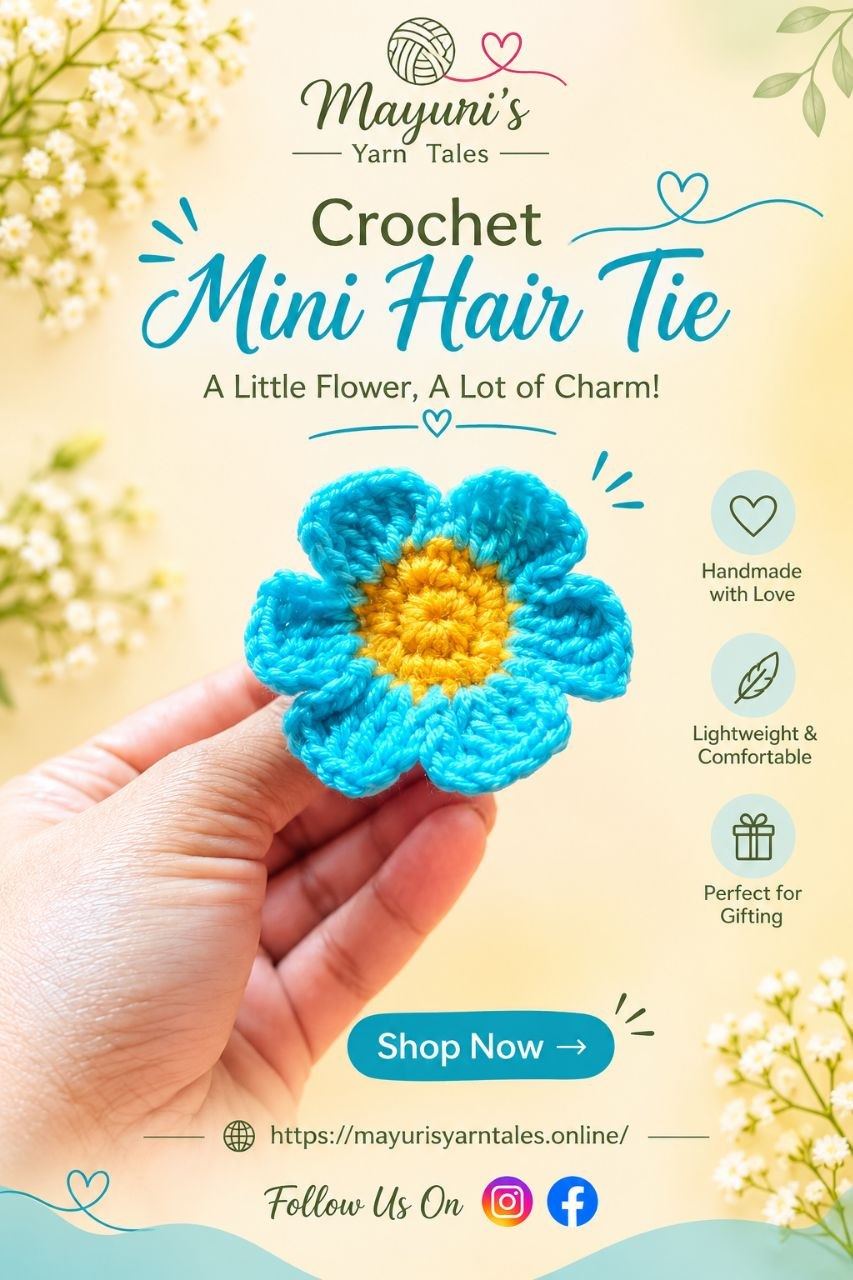 Mayuri's
Yarn Tales
Crochet
Mini Hair Tie
A Little Flower, A Lot of Charm!
Handmade
with Love
Lightweight &
Comfortable
Perfect for
Gifting
Shop Now →
https://mayurisyarntales.online/
Follow Us On